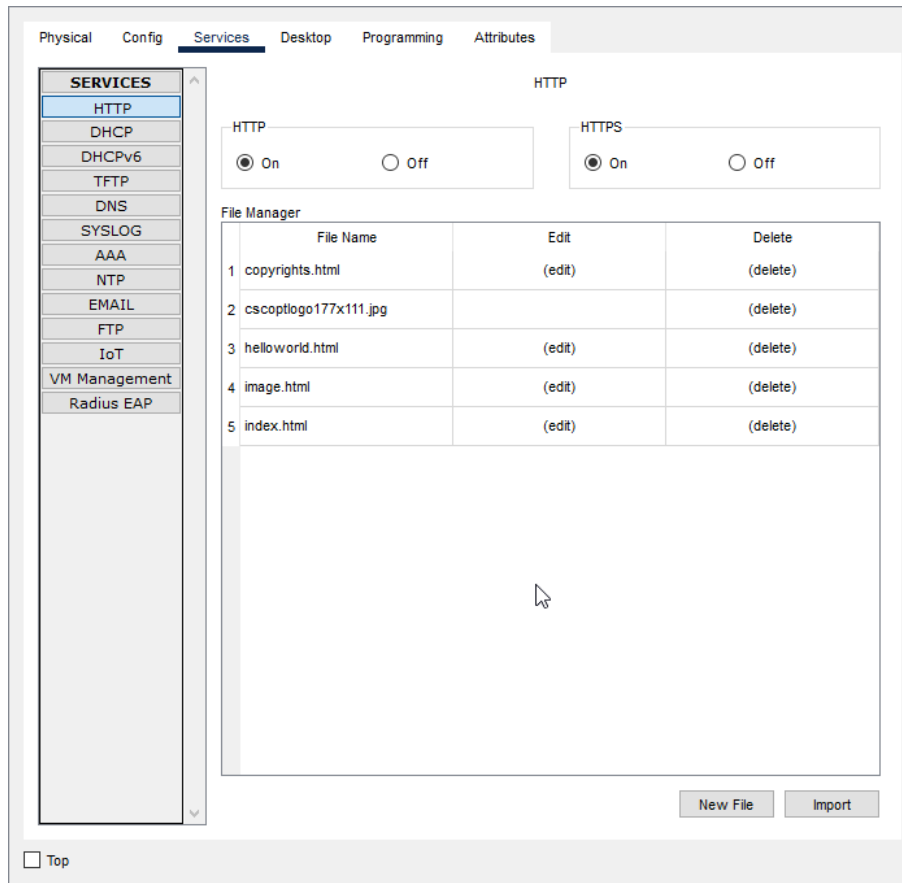 Physical Config Services Desktop Programming Attributes
SERVICES
HTTP
DHCP
DHCPv6
TFTP
DNS
SYSLOG
AAA
NTP
EMAIL
FTP
IoT
VM Management
Radius EAP
HTTP
HTTP
On Off
HTTPS
On Off
File Manager
File Name Edit Delete
1 copyrights.html (edit) (delete)
2 cscoptlogo177x111.jpg (delete)
3 helloworld.html (edit) (delete)
4 image.html (edit) (delete)
5 index.html (edit) (delete)
New File Import
Top